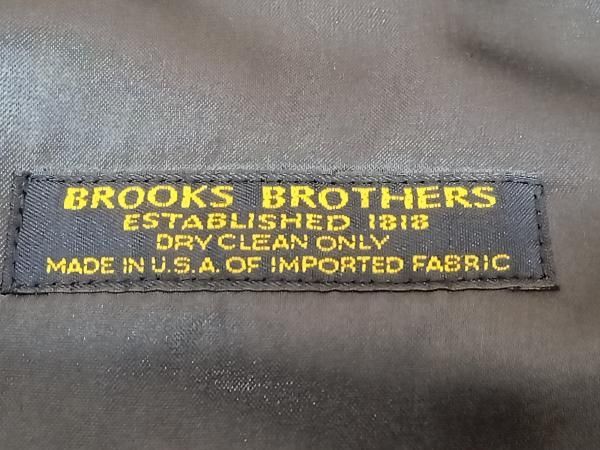 BROOKS BROTHERS
ESTABLISHED 1818
DRY CLEAN ONLY
MADE IN U.S.A. OF IMPORTED FABRIC